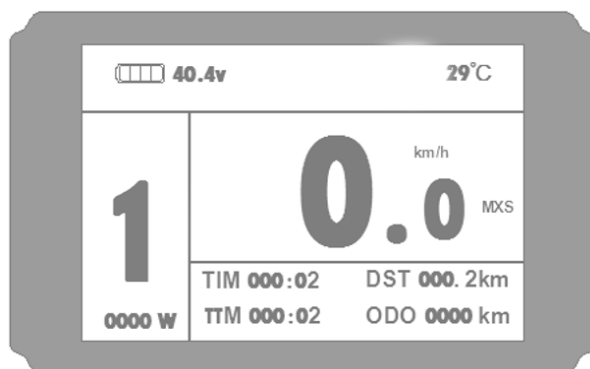 40.4v 29°C
km/h
1 0.0 MXS
TIM 000:02 DST 000.2km
0000 W TTM 000:02 ODO 0000 km